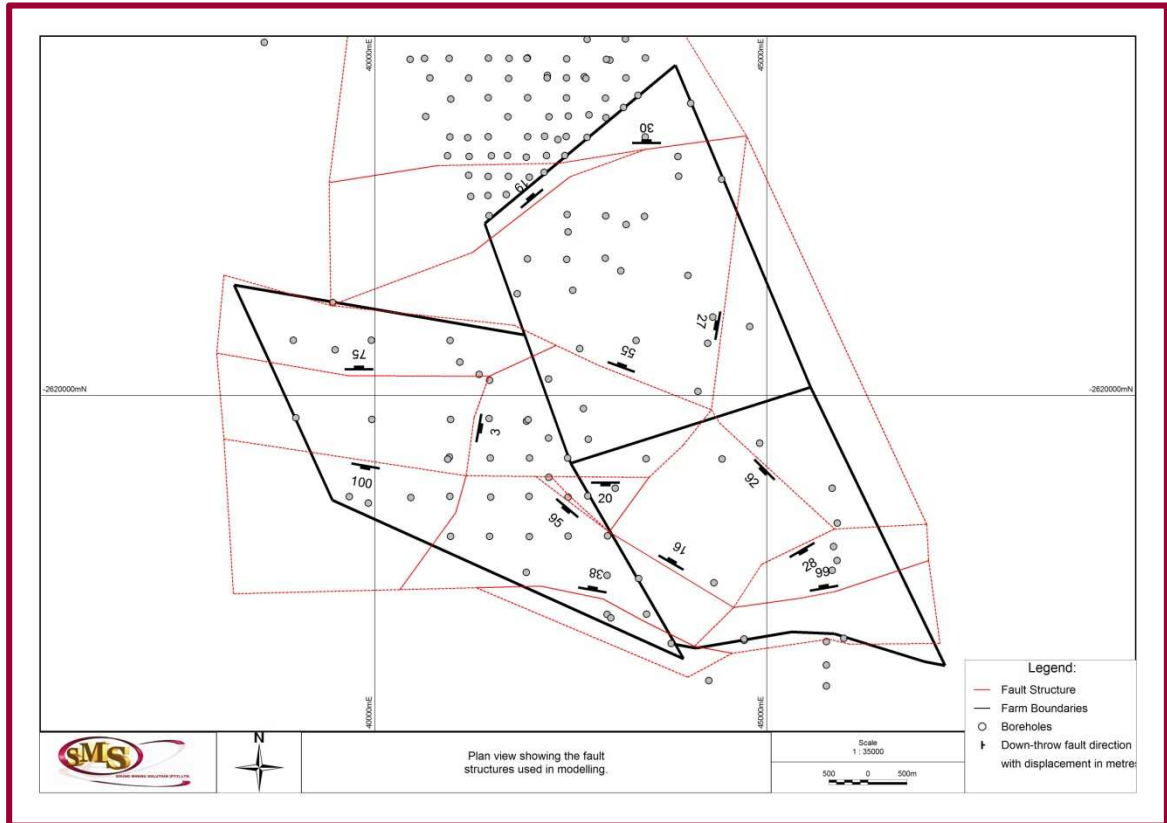 40000mE
45000mE
30
19
27
55
75
-2620000mN
-2620000mN
3
100
92
20
95
16
28
99
38
40000mE
45000mE
Legend:
Fault Structure
Farm Boundaries
Boreholes
Down-throw fault direction
with displacement in metres
SMS
N
Plan view showing the fault
structures used in modelling.
Scale
1 : 35000
500 0 500m